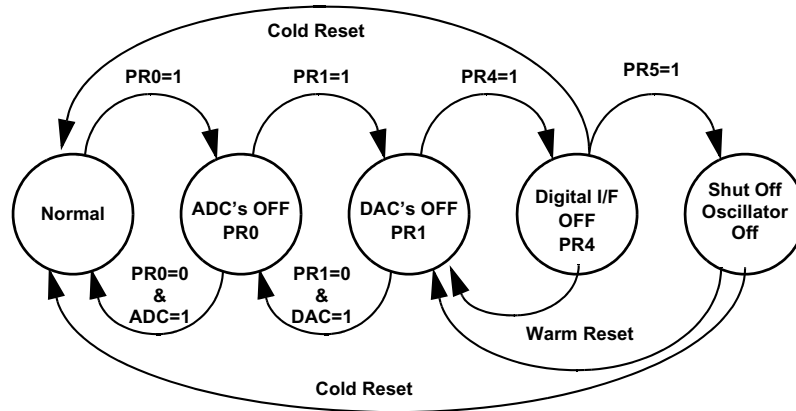 Cold Reset
PR0=1
PR1=1
PR4=1
PR5=1
Normal
ADC's OFF
PR0
DAC's OFF
PR1
Digital I/F
OFF
PR4
Shut Off
Oscillator
Off
PR0=0
&
ADC=1
PR1=0
&
DAC=1
Warm Reset
Cold Reset